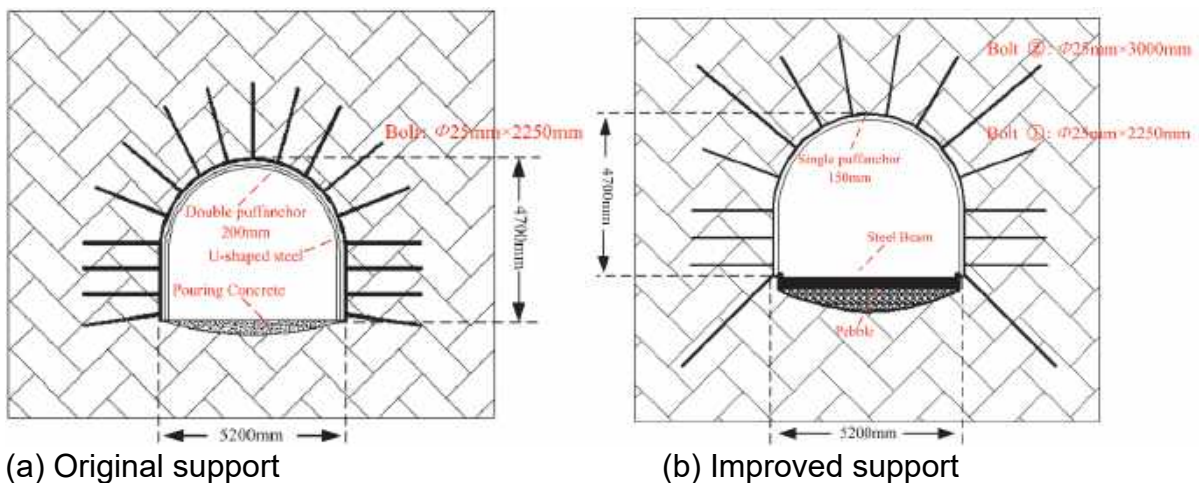 Bolt: Φ25mm×2250mm
Double puffanchor
200mm
U-shaped steel
Pouring Concrete
4700mm
5200mm
(a) Original support
Bolt ②: Φ25mm×3000mm
Bolt ①: Φ25mm×2250mm
Single puffanchor
150mm
4700mm
Steel Beam
Pebble
5200mm
(b) Improved support